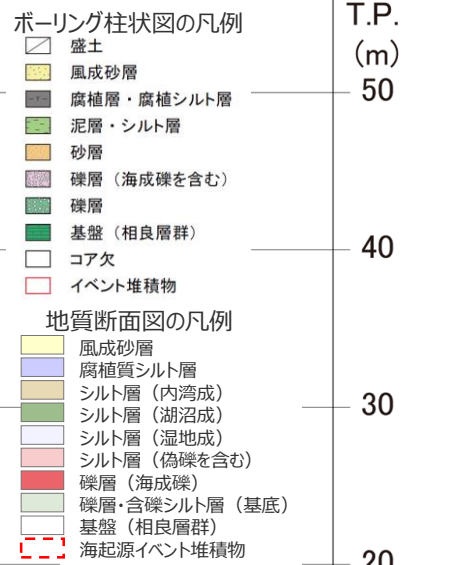 ボーリング柱状図の凡例
盛土
風成砂層
腐植層・腐植シルト層
泥層・シルト層
砂層
礫層（海成礫を含む）
礫層
基盤（相良層群）
コア欠
イベント堆積物
地質断面図の凡例
風成砂層
腐植質シルト層
シルト層（内湾成）
シルト層（湖沼成）
シルト層（湿地成）
シルト層（偽礫を含む）
礫層（海成礫）
礫層・含礫シルト層（基底）
基盤（相良層群）
海起源イベント堆積物
T.P.
(m)
50
40
30
20